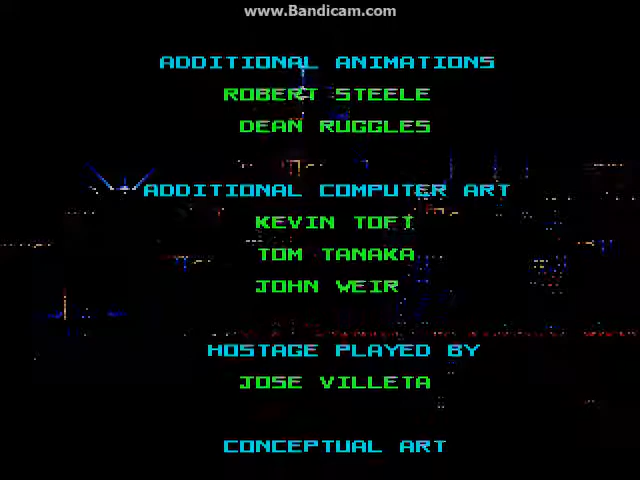 www.Bandicam.com
ADDITIONAL ANIMATIONS
ROBERT STEELE
DEAN RUGGLES
ADDITIONAL COMPUTER ART
KEVIN TOFT
TOM TANAKA
JOHN WEIR
HOSTAGE PLAYED BY
JOSE VILLETA
CONCEPTUAL ART